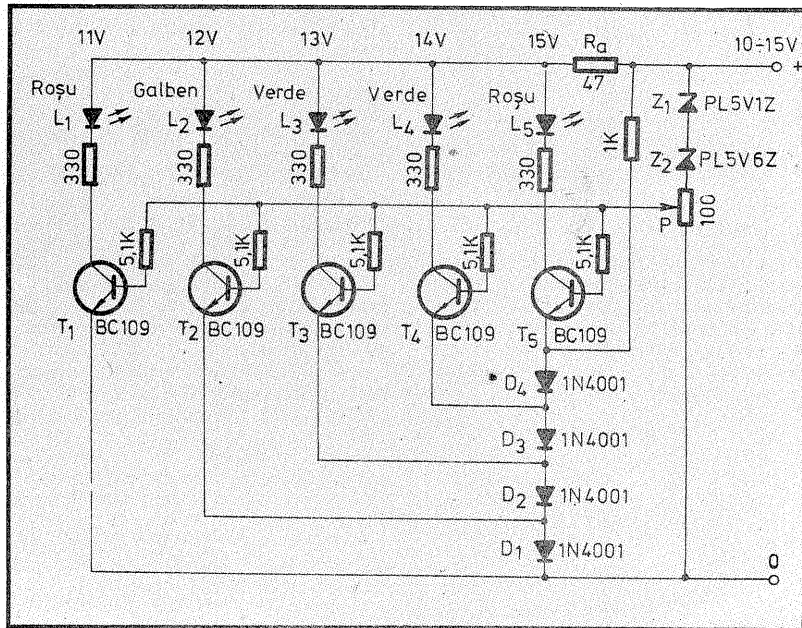 11V 12V 13V 14V 15V Ra 10÷15V
47 +
Roşu Galben Verde Verde Roşu
L1 L2 L3 L4 L5
Z1 PL5V1Z
1K
Z2 PL5V6Z
330 330 330 330 330
P 100
5,1K 5,1K 5,1K 5,1K 5,1K
T1 BC109 T2 BC109 T3 BC109 T4 BC109 T5 BC109
D4 1N4001
D3 1N4001
D2 1N4001
D1 1N4001
0